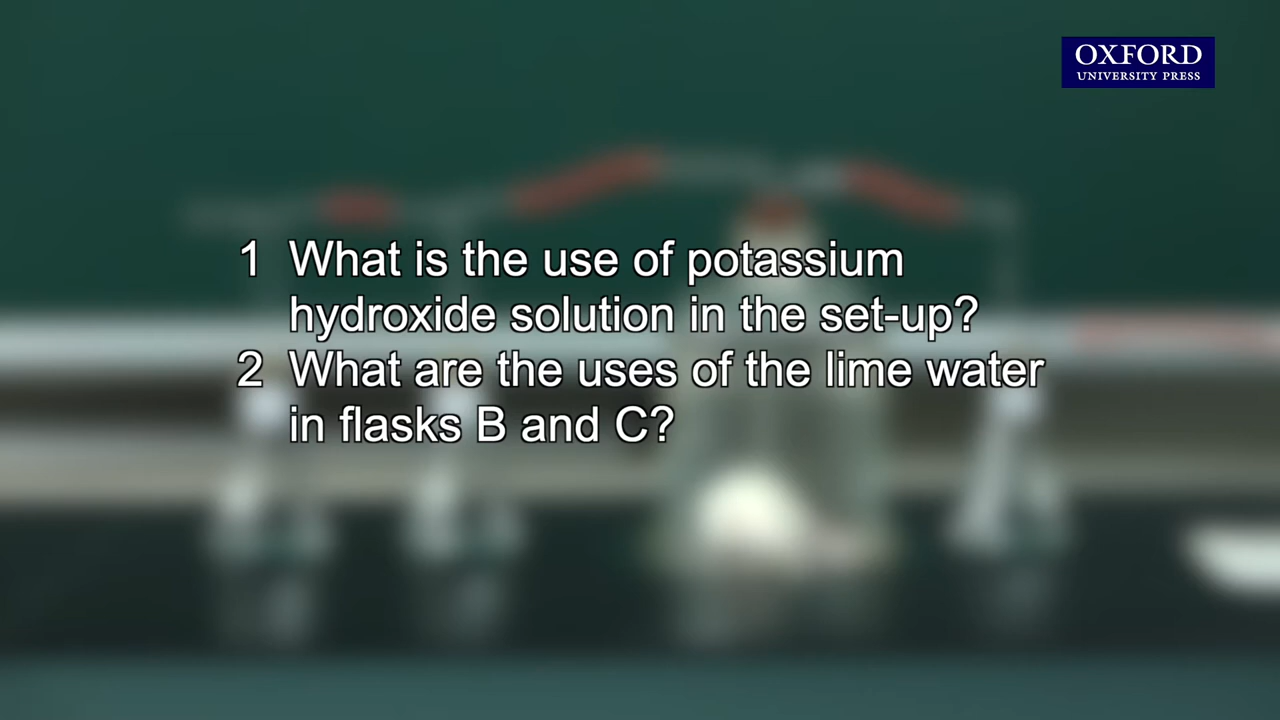 OXFORD
UNIVERSITY PRESS
1 What is the use of potassium
hydroxide solution in the set-up?
2 What are the uses of the lime water
in flasks B and C?